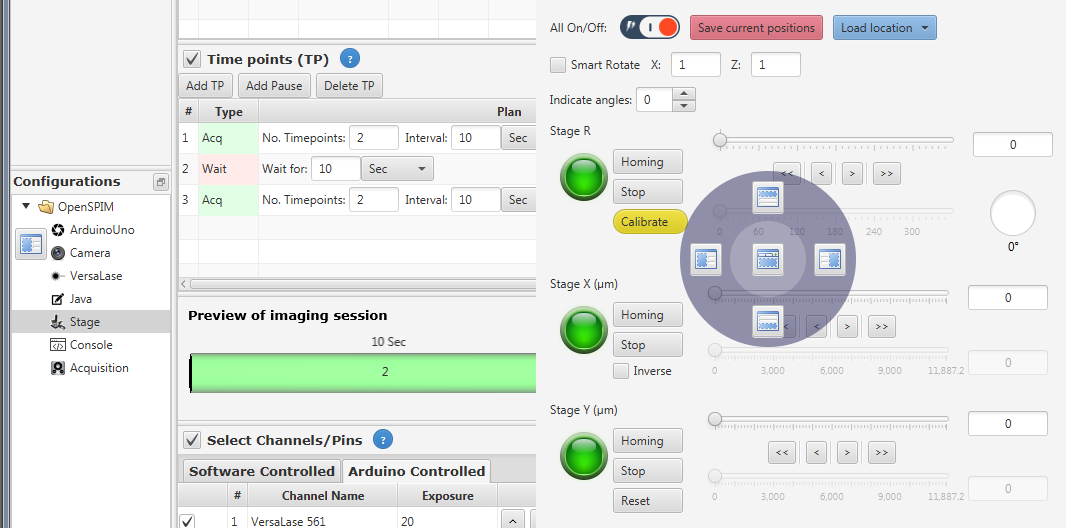 Configurations
OpenSPIM
ArduinoUno
Camera
VersaLase
Java
Stage
Console
Acquisition
Time points (TP) ?
Add TP Add Pause Delete TP
# Type Plan
1 Acq No. Timepoints: 2 Interval: 10 Sec
2 Wait Wait for: 10 Sec
3 Acq No. Timepoints: 2 Interval: 10 Sec
Preview of imaging session
10 Sec
2
Select Channels/Pins ?
Software Controlled Arduino Controlled
# Channel Name Exposure
1 VersaLase 561 20
All On/Off: Save current positions Load location
Smart Rotate X: 1 Z: 1
Indicate angles: 0
Stage R
Homing
Stop
Calibrate
0
<< < > >>
0 60 120 180 240 300
0°
Stage X (µm)
Homing
Stop
Inverse
0
< > >>
0 3,000 6,000 9,000 11,887.2
0
Stage Y (µm)
Homing
Stop
Reset
0
<< < > >>
0 3,000 6,000 9,000 11,887.2
0